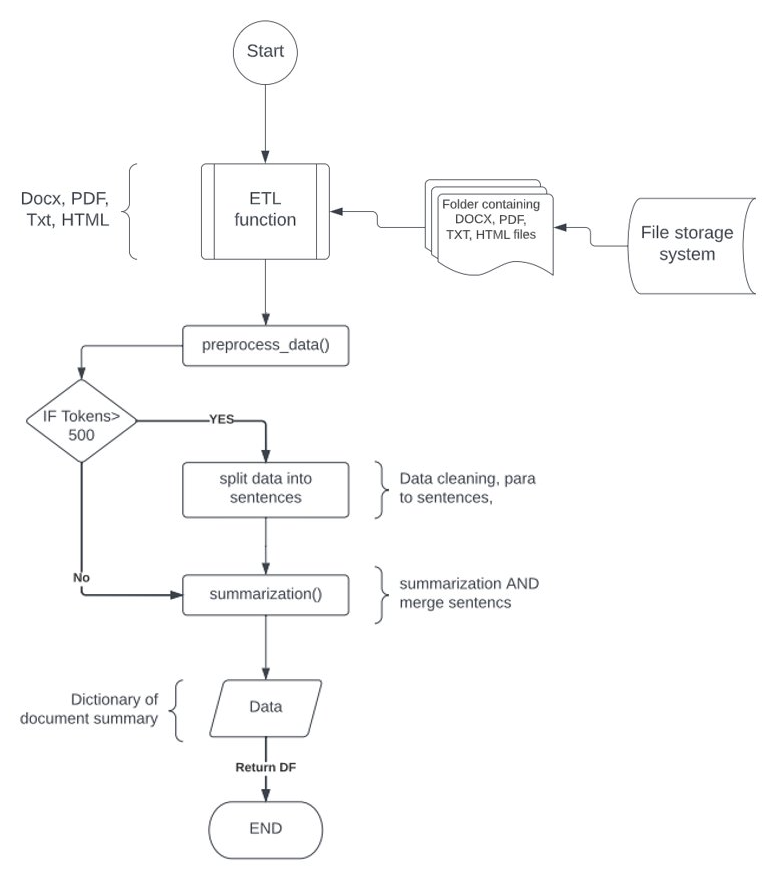 Start
Docx, PDF,
Txt, HTML
ETL
function
Folder containing
DOCX, PDF,
TXT, HTML files
File storage
system
preprocess_data()
IF Tokens>
500
YES
split data into
sentences
Data cleaning, para
to sentences,
No
summarization()
summarization AND
merge sentencs
Dictionary of
document summary
Data
Return DF
END